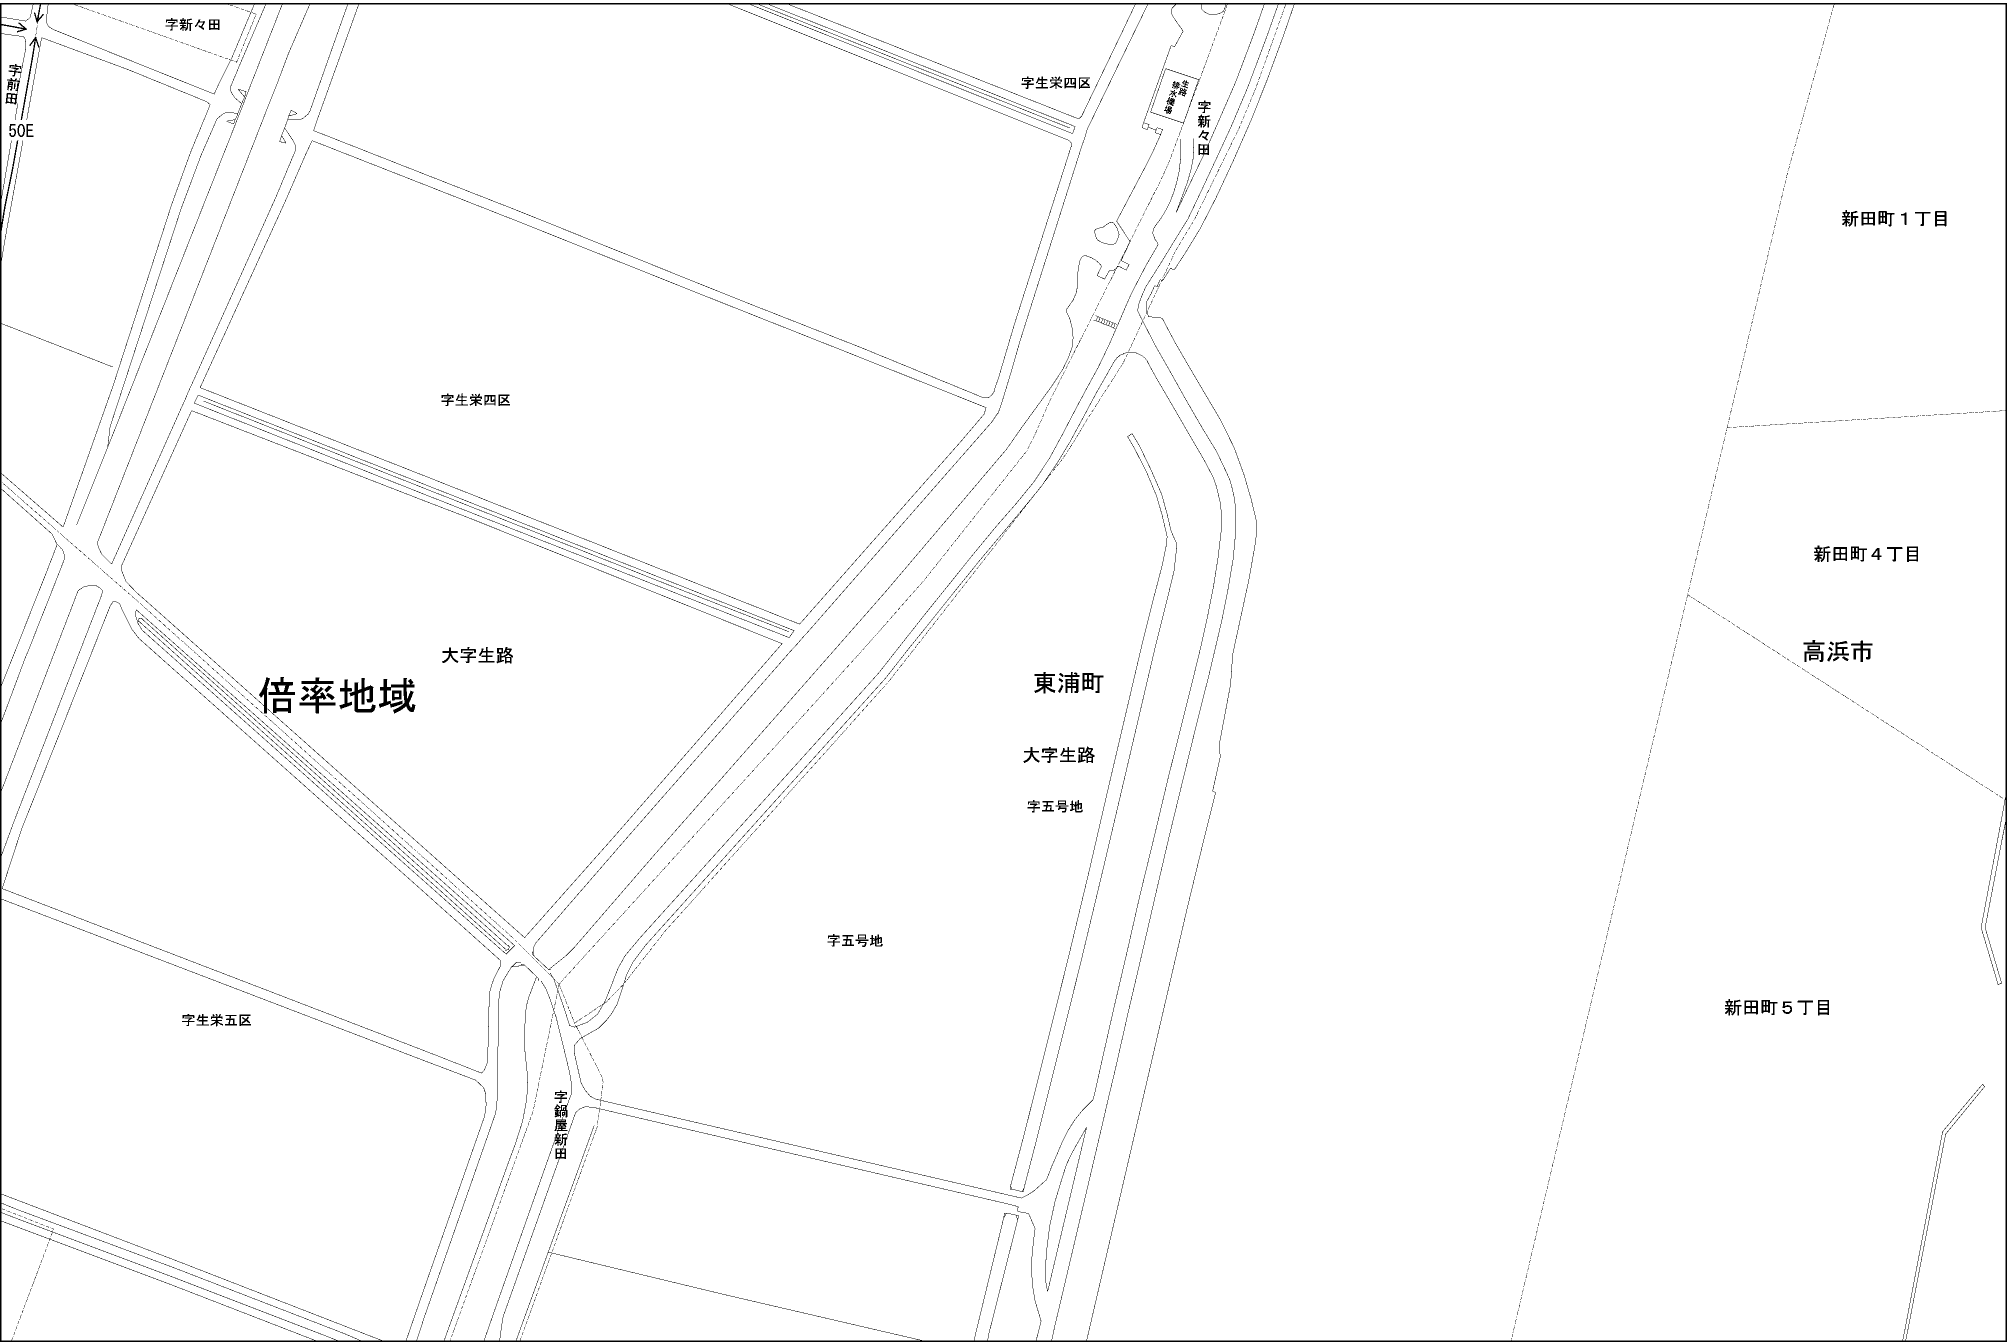 字新々田
字前田
50E
字生栄四区
生路
排水機場
字新々田
新田町１丁目
字生栄四区
新田町４丁目
大字生路
倍率地域
高浜市
東浦町
大字生路
字五号地
字五号地
新田町５丁目
字生栄五区
字鍋屋新田